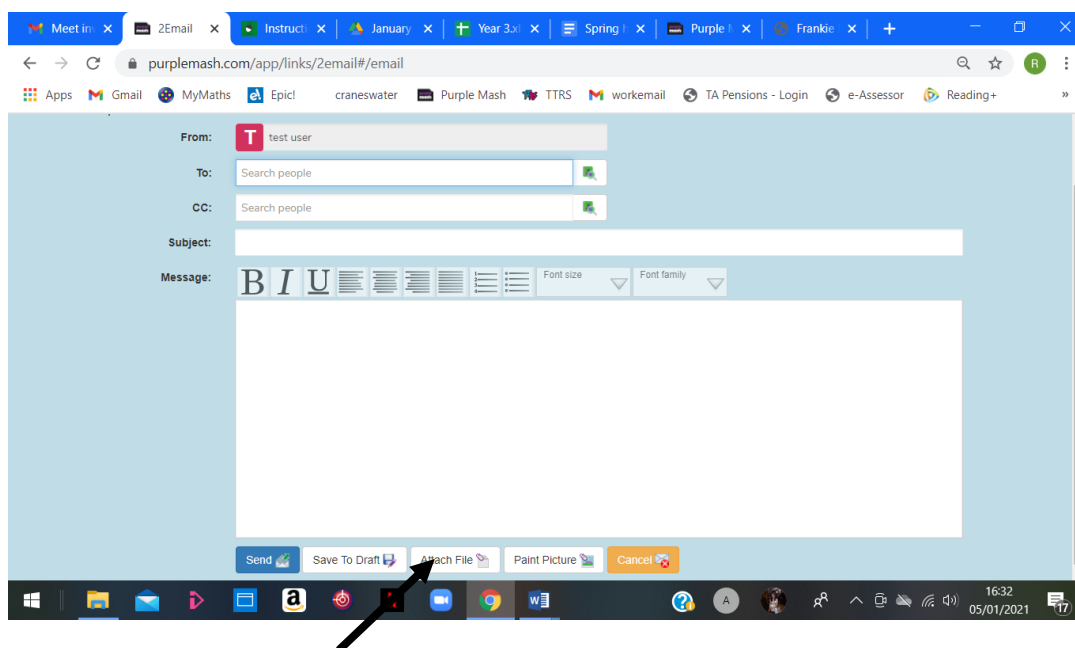 Meet in 2Email Instructi January Year 3.xl Spring Purple Frankie
purplemash.com/app/links/2email#/email R
Apps Gmail MyMaths Epic! craneswater Purple Mash TTRS workemail TA Pensions - Login e-Assessor Reading+ »
From: T test user
To: Search people
CC: Search people
Subject:
Message: B I U Font size Font family
Send Save To Draft Attach File Paint Picture Cancel
a A 16:32
05/01/2021 17